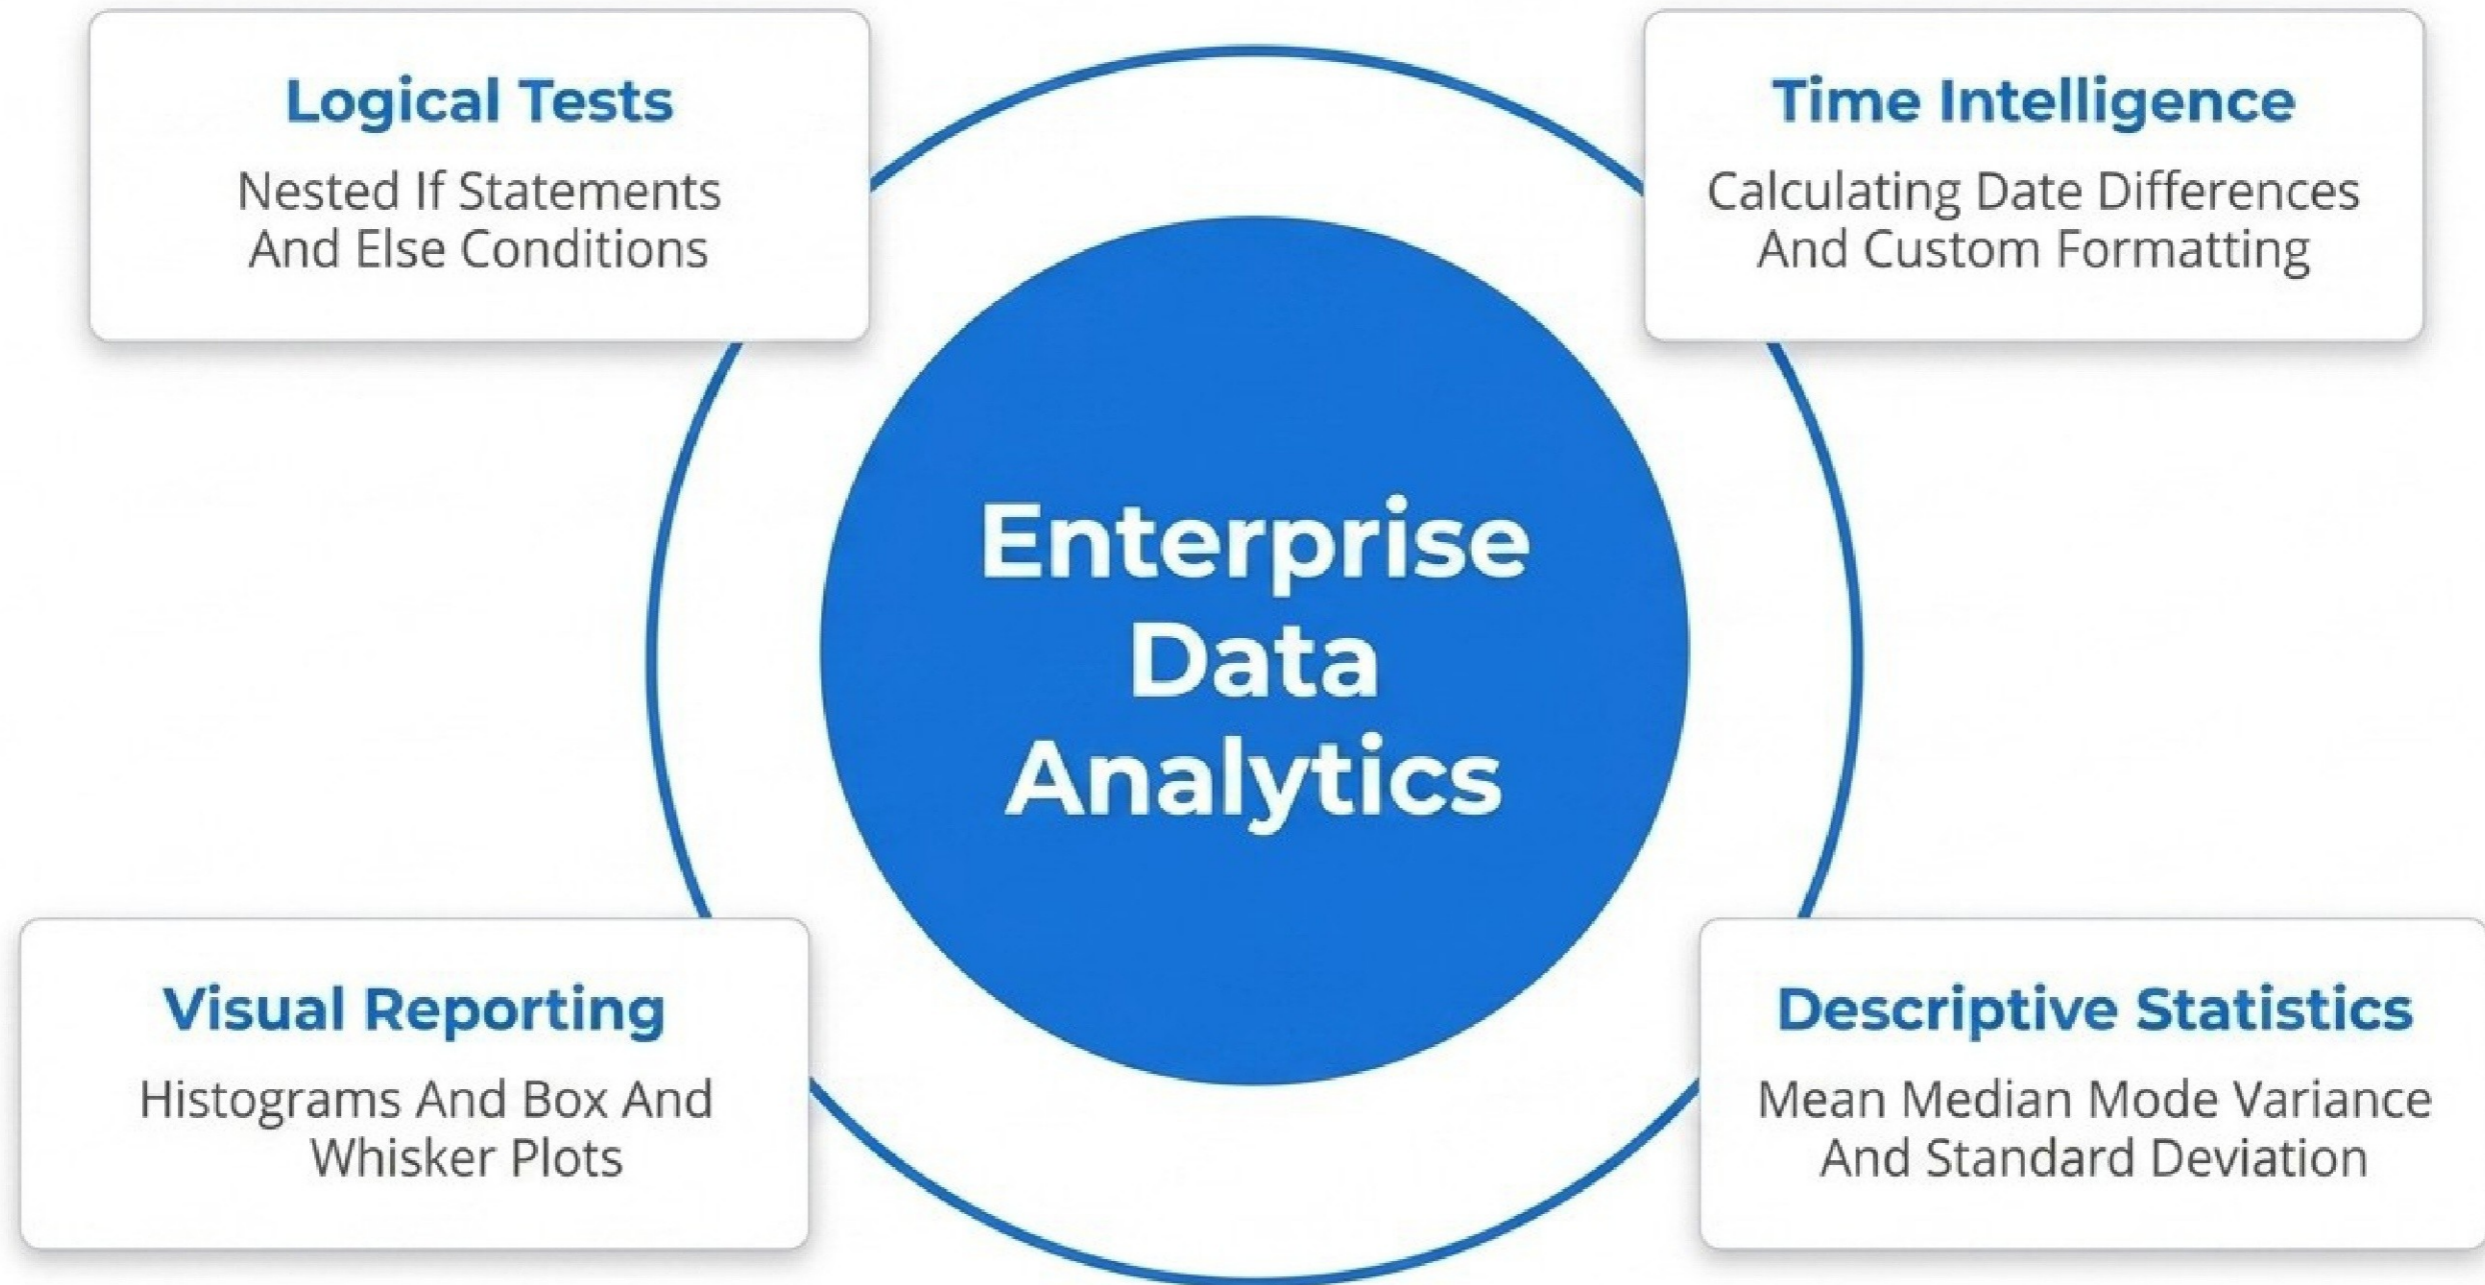 Logical Tests
Nested If Statements
And Else Conditions
Time Intelligence
Calculating Date Differences
And Custom Formatting
Enterprise
Data
Analytics
Visual Reporting
Histograms And Box And
Whisker Plots
Descriptive Statistics
Mean Median Mode Variance
And Standard Deviation